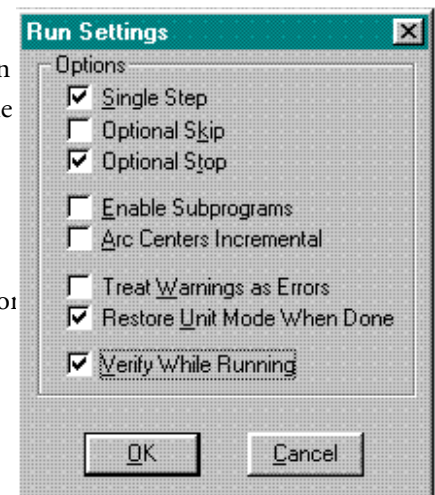 Run Settings
Options
Single Step
Optional Skip
Optional Stop
Enable Subprograms
Arc Centers Incremental
Treat Warnings as Errors
Restore Unit Mode When Done
Verify While Running
OK Cancel